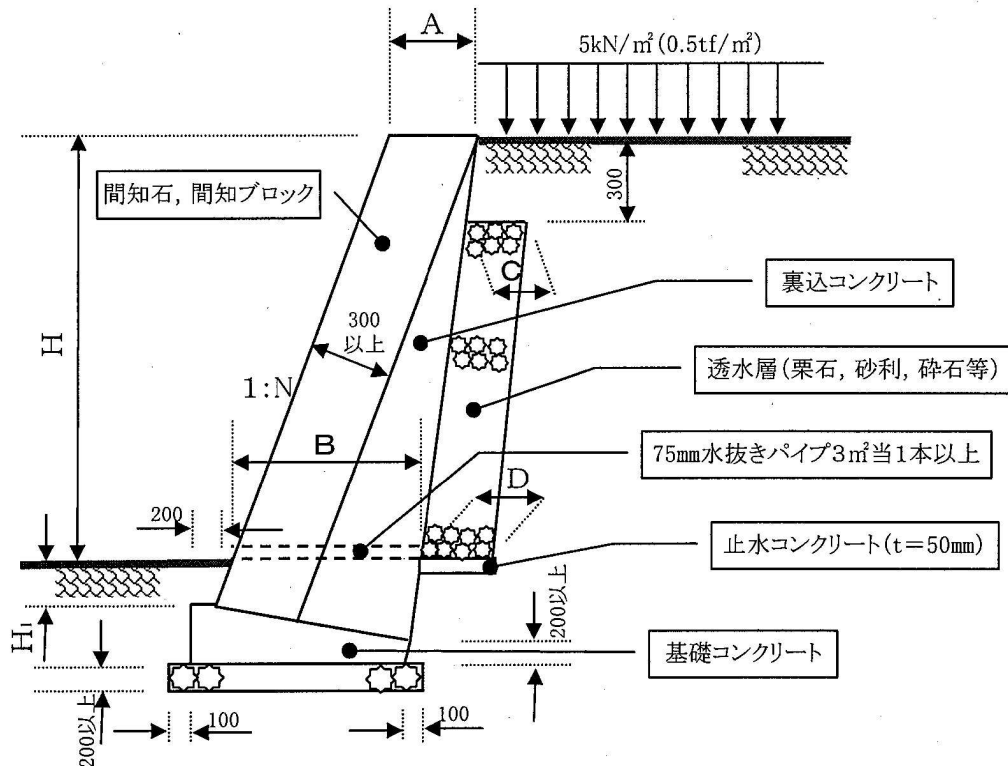 A
5kN/㎡(0.5tf/㎡)
300
間知石, 間知ブロック
C
裏込コンクリート
H
300
以上
1:N
透水層(栗石, 砂利, 砕石等)
B
75mm水抜きパイプ3㎡当1本以上
D
200
止水コンクリート(t=50mm)
H₁
200以上
基礎コンクリート
200以上
100
100